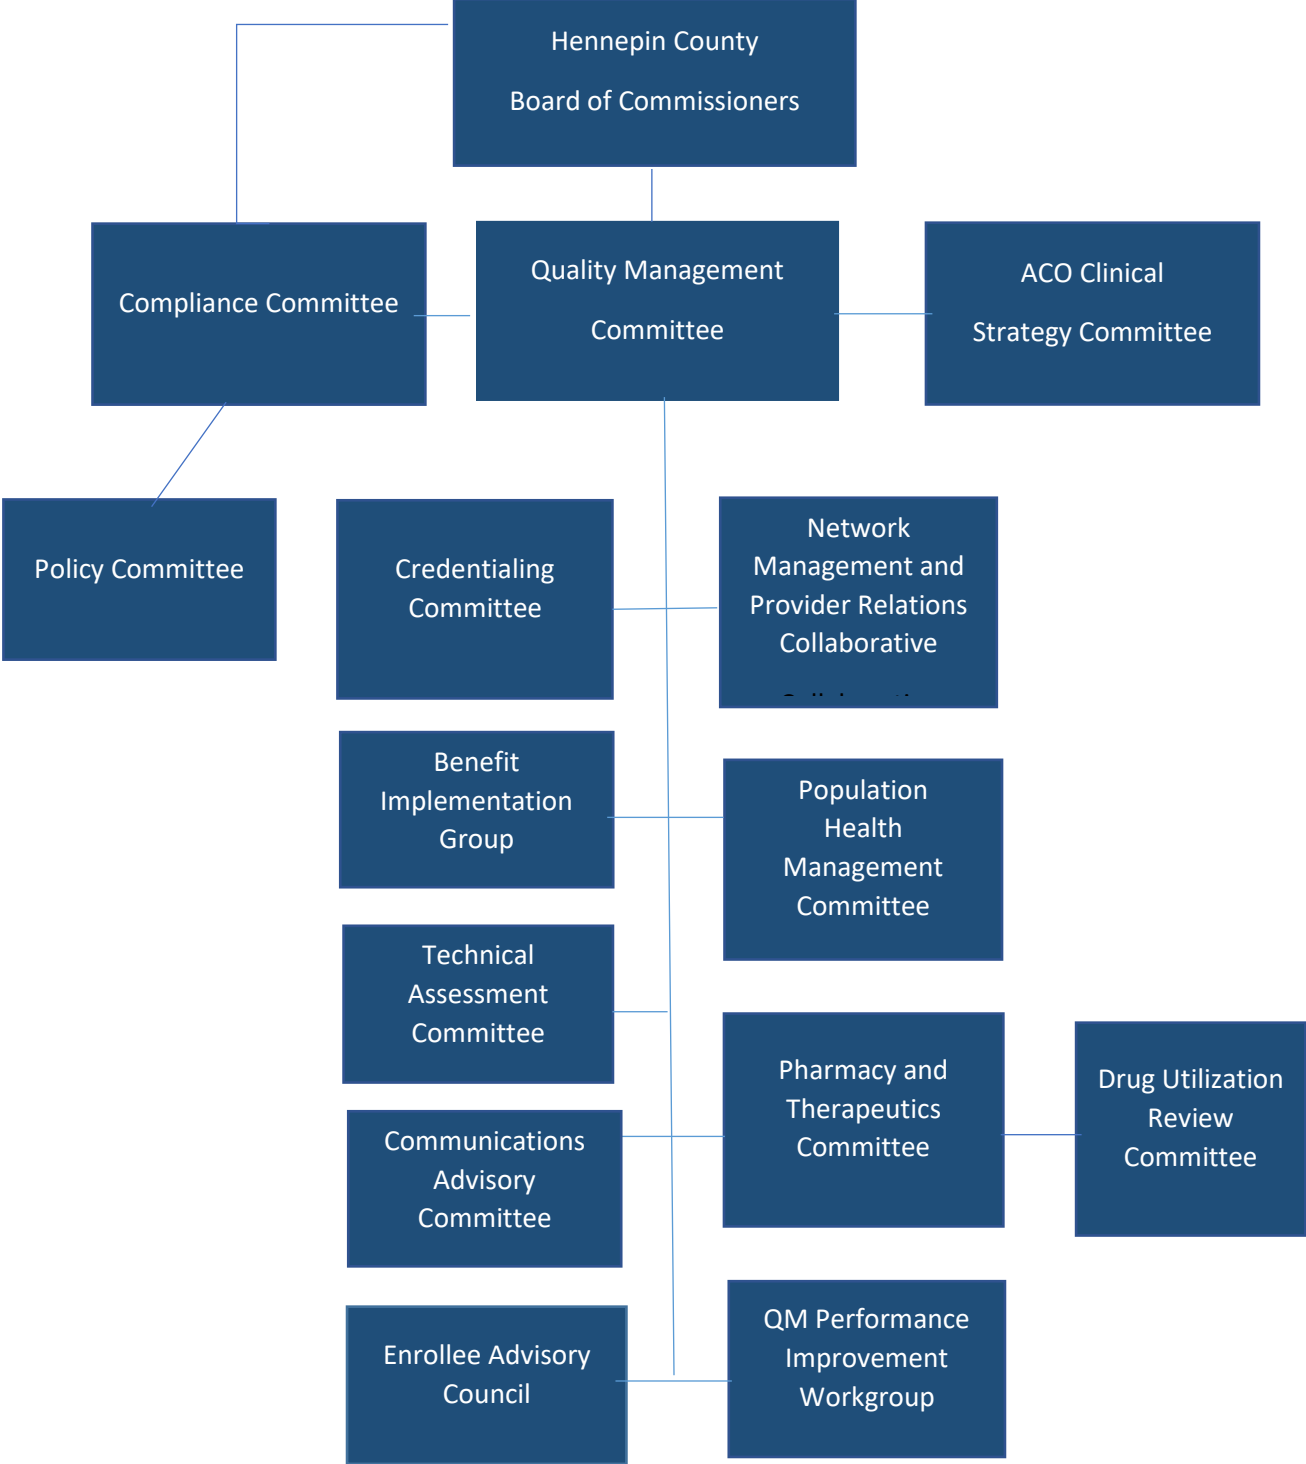 Hennepin County
Board of Commissioners
Compliance Committee
Quality Management
Committee
ACO Clinical
Strategy Committee
Policy Committee
Credentialing
Committee
Network
Management and
Provider Relations
Collaborative
Benefit
Implementation
Group
Population
Health
Management
Committee
Technical
Assessment
Committee
Pharmacy and
Therapeutics
Committee
Drug Utilization
Review
Committee
Communications
Advisory
Committee
Enrollee Advisory
Council
QM Performance
Improvement
Workgroup